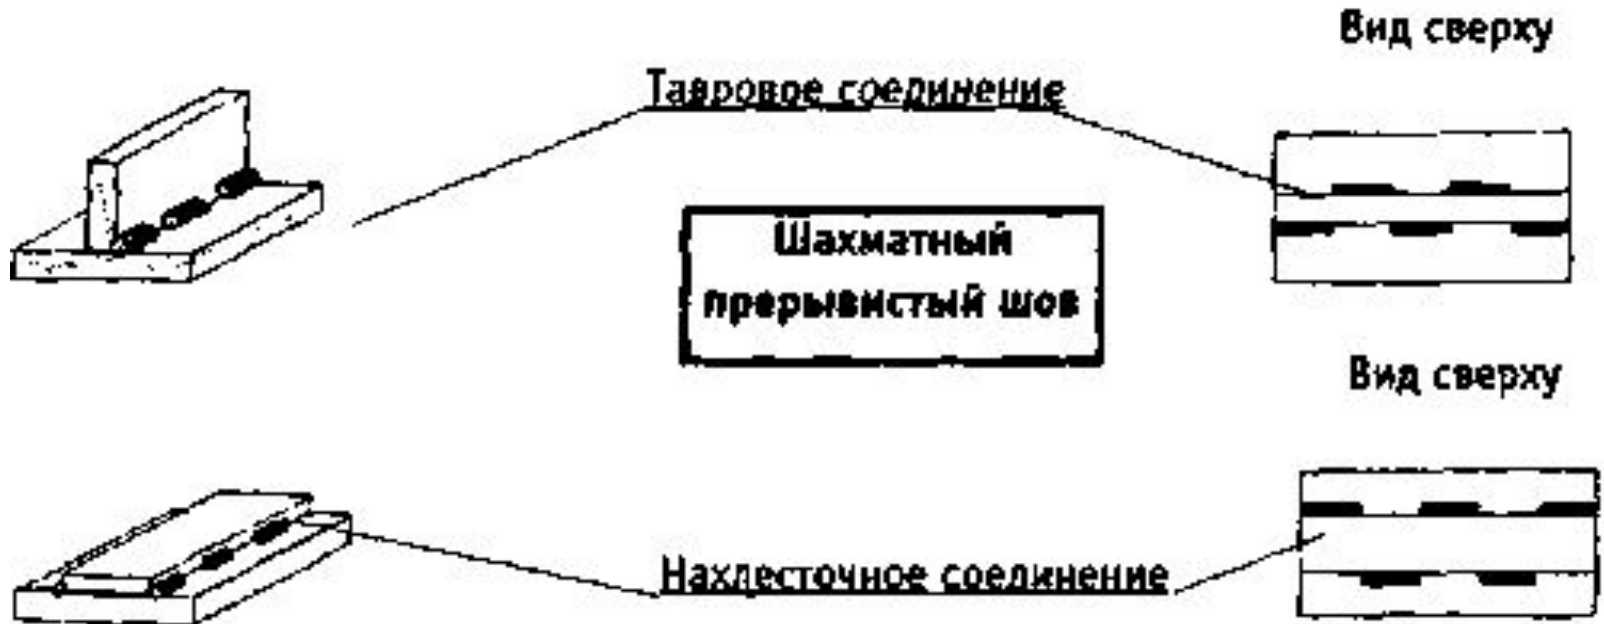 Вид сверху
Тавровое соединение
Шахматный
прерывистый шов
Вид сверху
Нахлесточное соединение